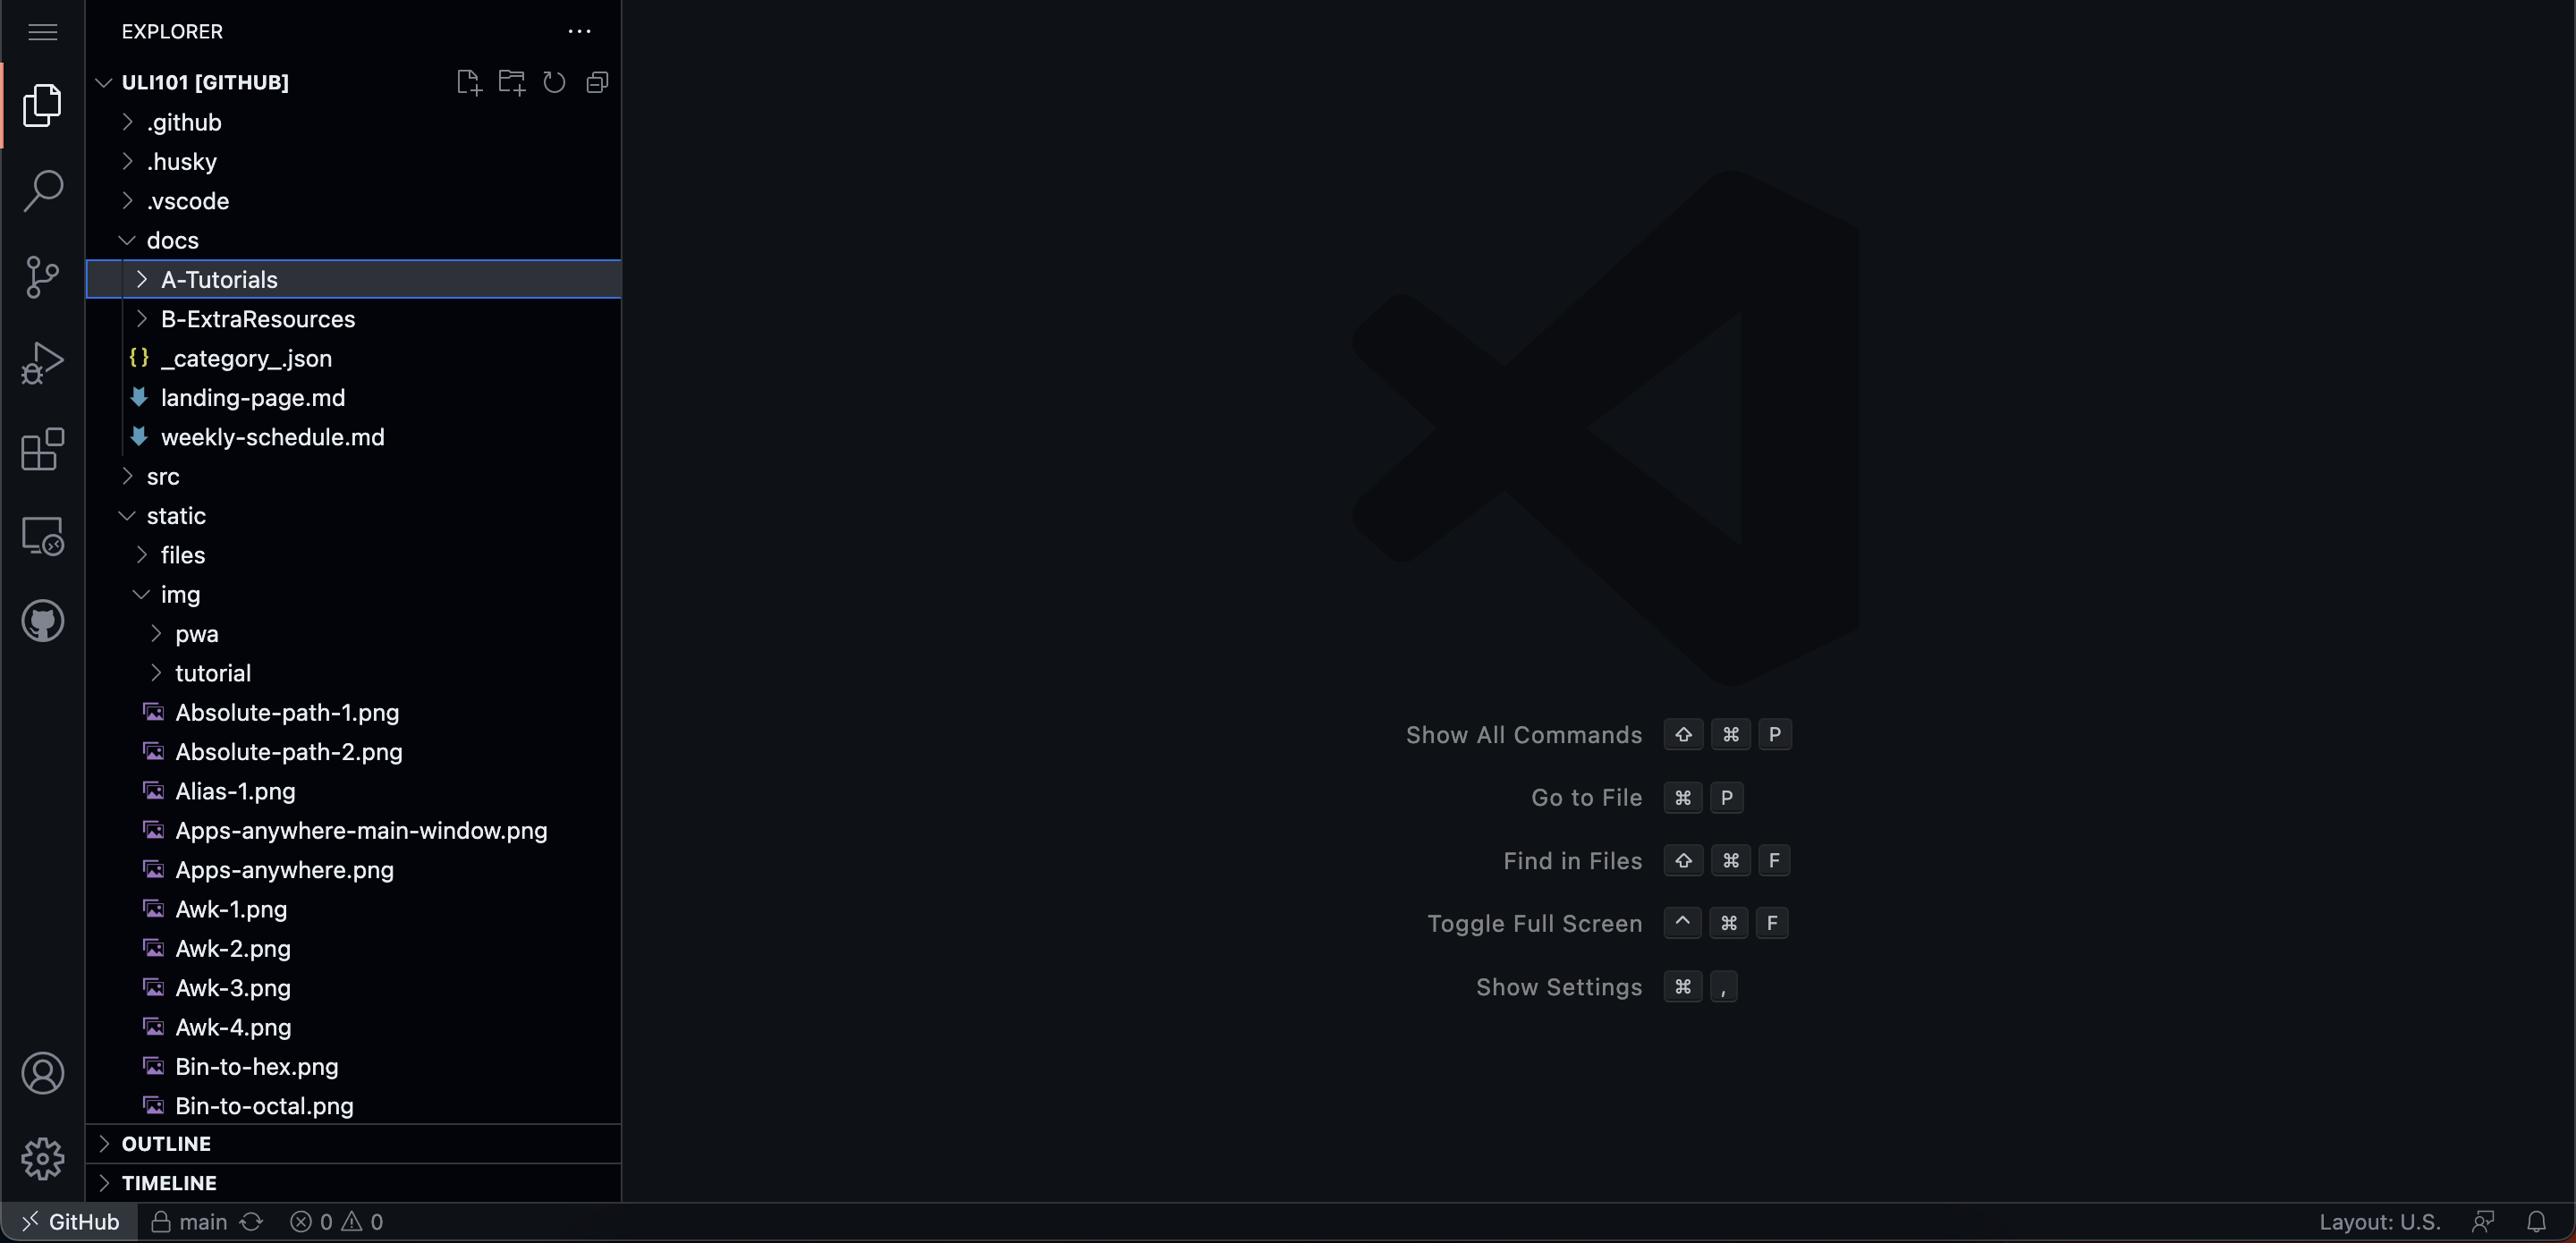 EXPLORER
ULI101 [GITHUB]
.github
.husky
.vscode
docs
A-Tutorials
B-ExtraResources
{} _category_.json
landing-page.md
weekly-schedule.md
src
static
files
img
pwa
tutorial
Absolute-path-1.png
Absolute-path-2.png
Alias-1.png
Apps-anywhere-main-window.png
Apps-anywhere.png
Awk-1.png
Awk-2.png
Awk-3.png
Awk-4.png
Bin-to-hex.png
Bin-to-octal.png
OUTLINE
TIMELINE
Show All Commands ⇧ ⌘ P
Go to File ⌘ P
Find in Files ⇧ ⌘ F
Toggle Full Screen ^ ⌘ F
Show Settings ⌘ ,
GitHub main 0 0
Layout: U.S.